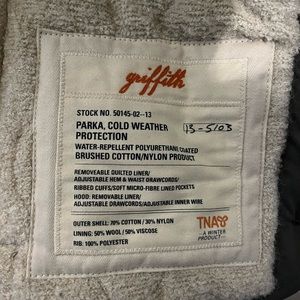 griffith
STOCK NO. 50145-02--13
PARKA, COLD WEATHER
PROTECTION
13-5103
WATER-REPELLENT POLYURETHANE COATED
BRUSHED COTTON/NYLON PRODUCT
REMOVABLE QUILTED LINER/
ADJUSTABLE HEM & WAIST DRAWCORDS/
RIBBED CUFFS/SOFT MICRO-FIBRE LINED POCKETS
HOOD: REMOVABLE LINER/
ADJUSTABLE DRAWCORDS/ADJUSTABLE INNER WIRE
OUTER SHELL: 70% COTTON / 30% NYLON
LINING: 50% WOOL / 50% VISCOSE
RIB: 100% POLYESTER
TNA
A WINTER
PRODUCT